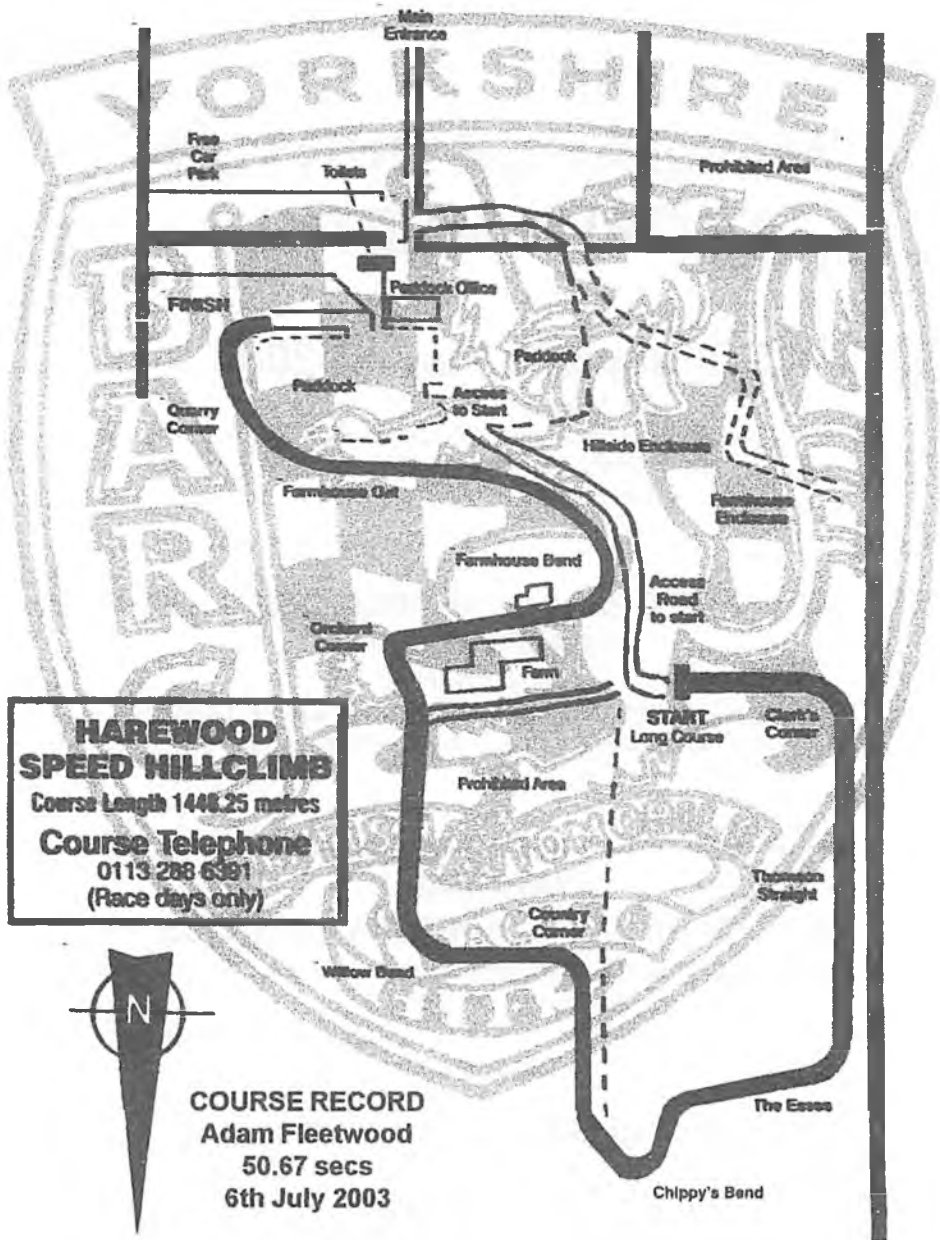 Main
Entrance
YORKSHIRE
Free
Car
Park
Toilets
Prohibited Area
Paddock Office
FINISH
Paddock
Paddock
Access
to Start
Quarry
Corner
Hillside Enclosure
Farmhouse
Enclosure
Farmhouse Bend
Access
Road
to start
Orchard
Corner
Farm
START
Long Course
Clark's
Corner
BARC
HAREWOOD
SPEED HILLCLIMB
Course Length 1448.25 metres
Course Telephone
0113 288 6391
(Race days only)
Prohibited Area
Thomson
Straight
Country
Corner
Willow Bend
N
COURSE RECORD
Adam Fleetwood
50.67 secs
6th July 2003
The Esses
Chippy's Bend